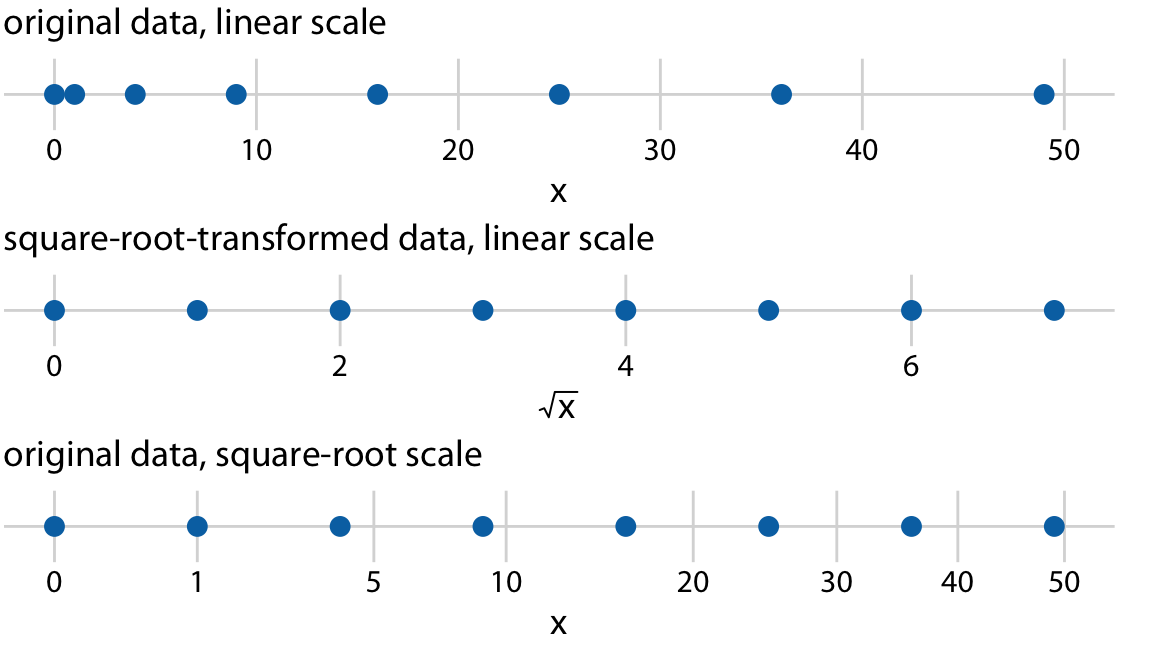 original data, linear scale
0 10 20 30 40 50
x
square-root-transformed data, linear scale
0 2 4 6
√x
original data, square-root scale
0 1 5 10 20 30 40 50
x